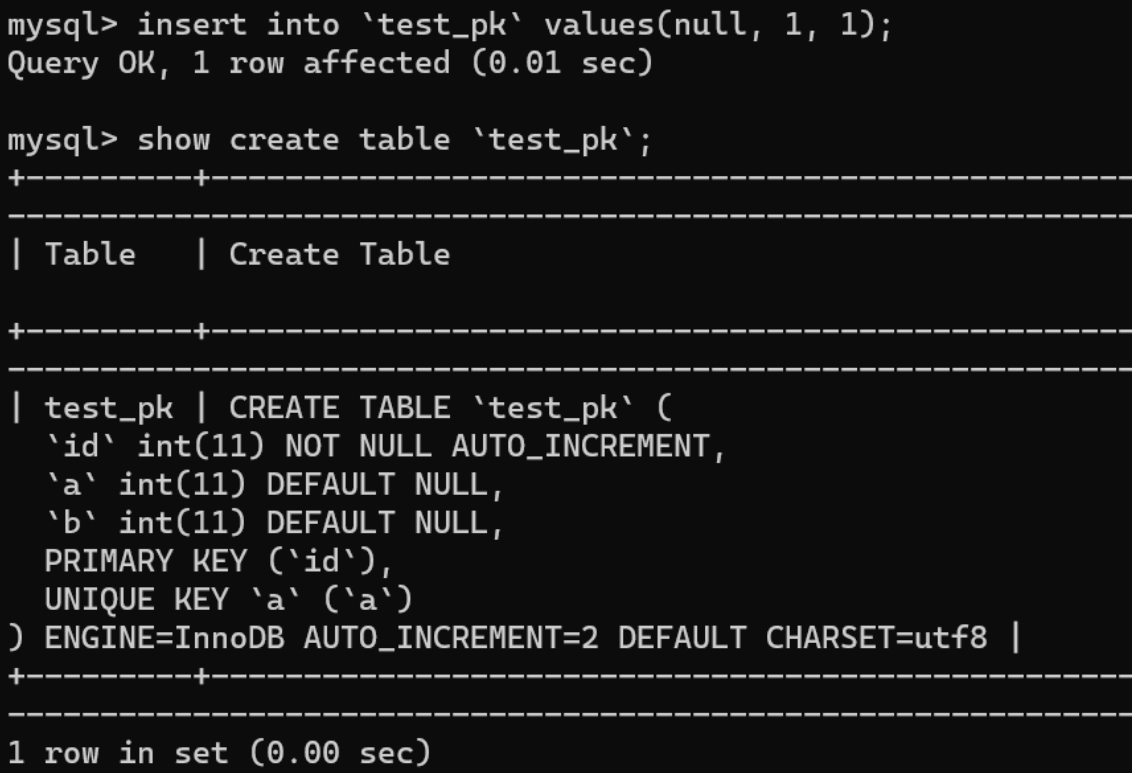 mysql> insert into `test_pk` values(null, 1, 1);
Query OK, 1 row affected (0.01 sec)
mysql> show create table `test_pk`;
+---------+--------------------------------------------------
-------------------------------------------------------------
| Table   | Create Table
+---------+--------------------------------------------------
-------------------------------------------------------------
| test_pk | CREATE TABLE `test_pk` (
  `id` int(11) NOT NULL AUTO_INCREMENT,
  `a` int(11) DEFAULT NULL,
  `b` int(11) DEFAULT NULL,
  PRIMARY KEY (`id`),
  UNIQUE KEY `a` (`a`)
) ENGINE=InnoDB AUTO_INCREMENT=2 DEFAULT CHARSET=utf8 |
+---------+--------------------------------------------------
-------------------------------------------------------------
1 row in set (0.00 sec)